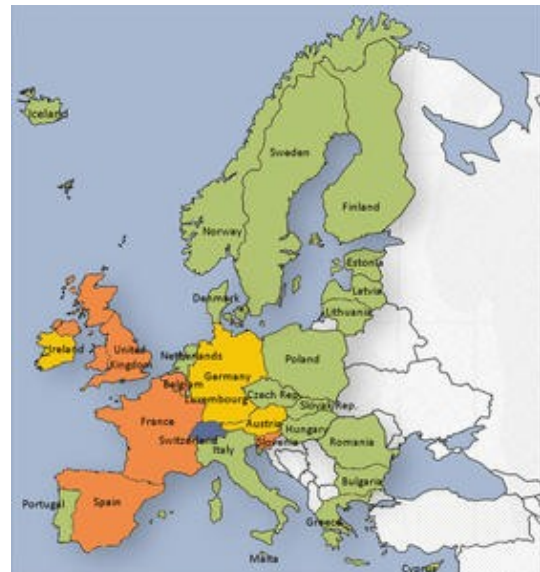 Iceland
Sweden
Finland
Norway
Estonia
Latvia
Lithuania
Denmark
Ireland
United
Kingdom
Netherlands
Poland
Germany
Belgium
Luxembourg
Czech Rep.
Slovak Rep.
France
Austria
Hungary
Switzerland
Slovenia
Romania
Italy
Bulgaria
Portugal
Spain
Greece
Malta
Cyprus